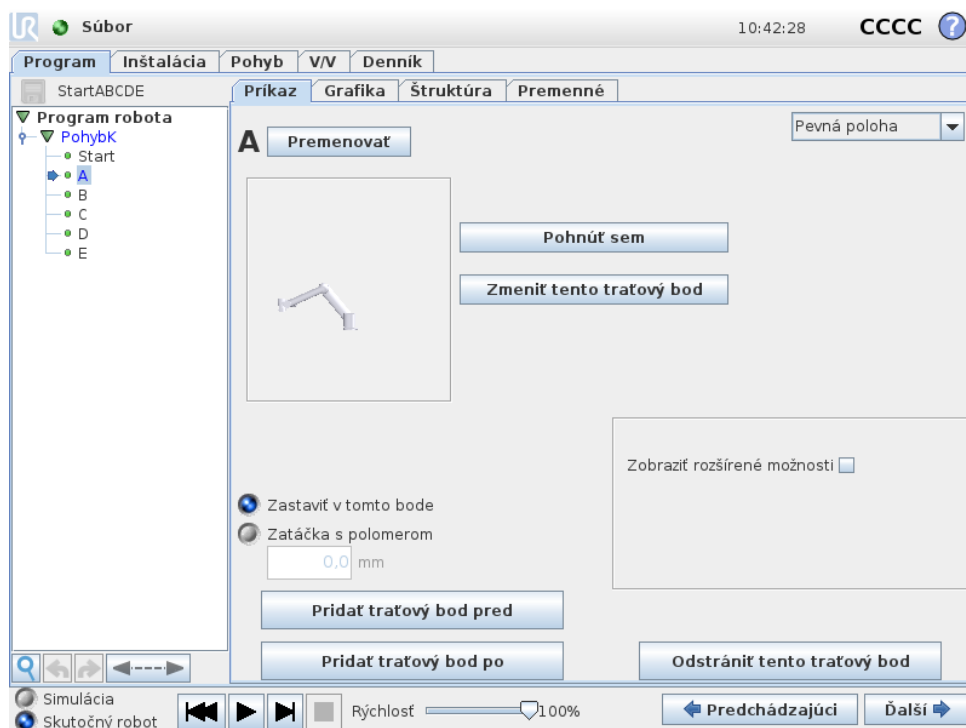 UR Súbor 10:42:28 CCCC ?
Program Inštalácia Pohyb V/V Denník
StartABCDE Príkaz Grafika Štruktúra Premenné
Program robota
PohybK
Start
A
B
C
D
E
A Premenovať Pevná poloha
Pohnúť sem
Zmeniť tento traťový bod
Zobraziť rozšírené možnosti
Zastaviť v tomto bode
Zatáčka s polomerom
0,0 mm
Pridať traťový bod pred
Pridať traťový bod po Odstrániť tento traťový bod
Simulácia
Skutočný robot Rýchlosť 100% Predchádzajúci Ďalší